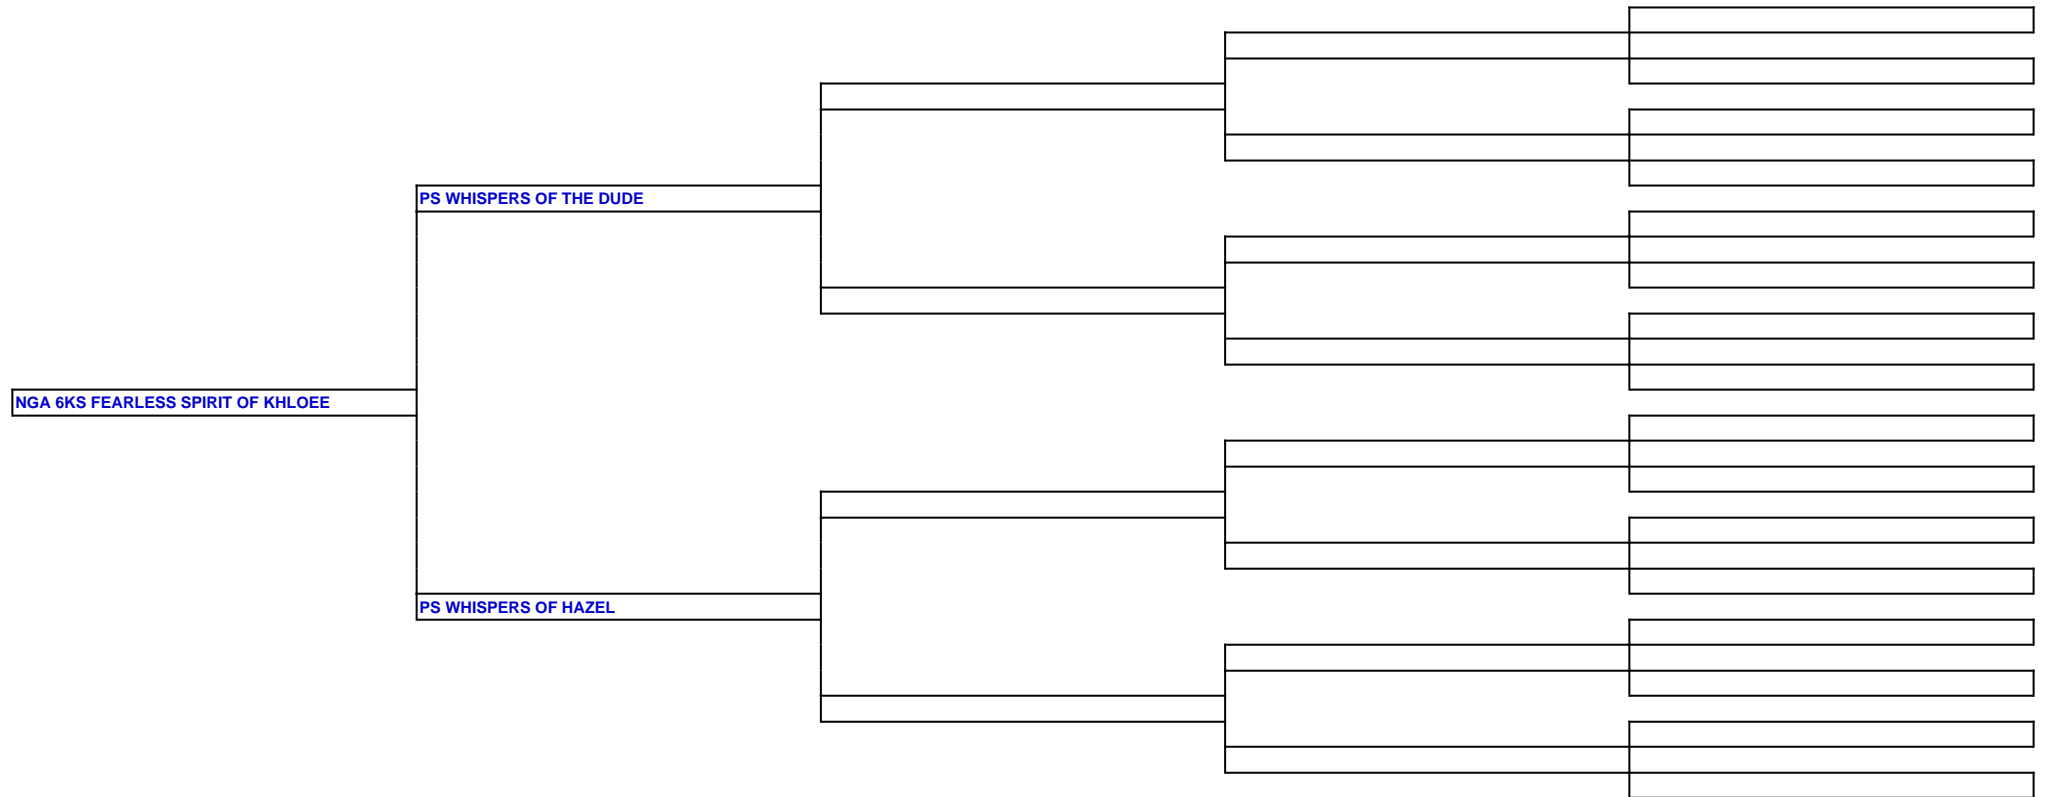 PS WHISPERS OF THE DUDE
NGA 6KS FEARLESS SPIRIT OF KHLOEE
PS WHISPERS OF HAZEL